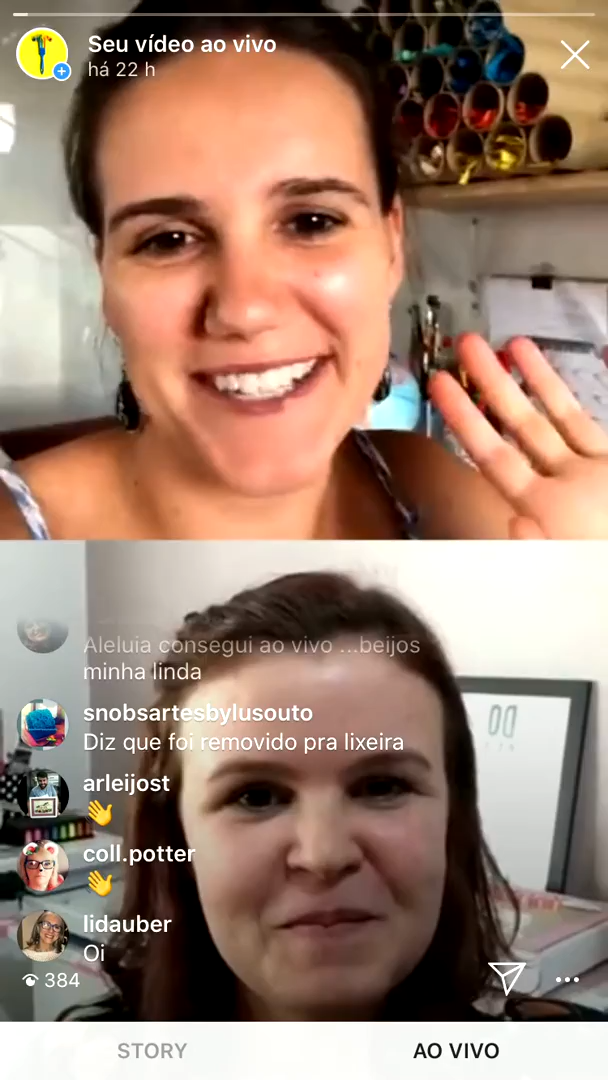 Seu vídeo ao vivo
há 22 h
Aleluia consegui ao vivo ...beijos
minha linda
snobsartesbylusouto
Diz que foi removido pra lixeira
arleijost
👋
coll.potter
👋
lidauber
Oi
384
STORY
AO VIVO